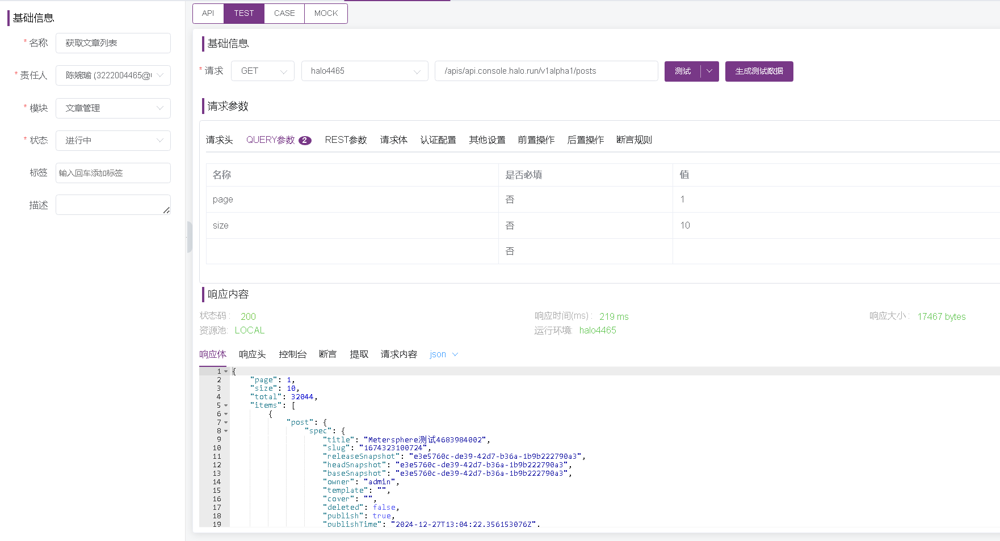 基础信息
* 名称 获取文章列表
* 责任人 陈婉瑜 (3222004465@
* 模块 文章管理
* 状态 进行中
标签 输入回车添加标签
描述
API TEST CASE MOCK
基础信息
* 请求 GET halo4465 /apis/api.console.halo.run/v1alpha1/posts 测试 生成测试数据
请求参数
请求头 QUERY参数 2 REST参数 请求体 认证配置 其他设置 前置操作 后置操作 断言规则
名称 是否必填 值
page 否 1
size 否 10
否
响应内容
状态码 : 200 响应时间(ms) : 219 ms 响应大小 : 17467 bytes
资源池: LOCAL 运行环境: halo4465
响应体 响应头 控制台 断言 提取 请求内容 json
1 {
2 "page": 1,
3 "size": 10,
4 "total": 32044,
5 "items": [
6 {
7 "post": {
8 "spec": {
9 "title": "Metersphere测试4683984002",
10 "slug": "1674323100724",
11 "releaseSnapshot": "e3e5760c-de39-42d7-b36a-1b9b222790a3",
12 "headSnapshot": "e3e5760c-de39-42d7-b36a-1b9b222790a3",
13 "baseSnapshot": "e3e5760c-de39-42d7-b36a-1b9b222790a3",
14 "owner": "admin",
15 "template": "",
16 "cover": "",
17 "deleted": false,
18 "publish": true,
19 "publishTime": "2024-12-27T13:04:22.356153076Z",